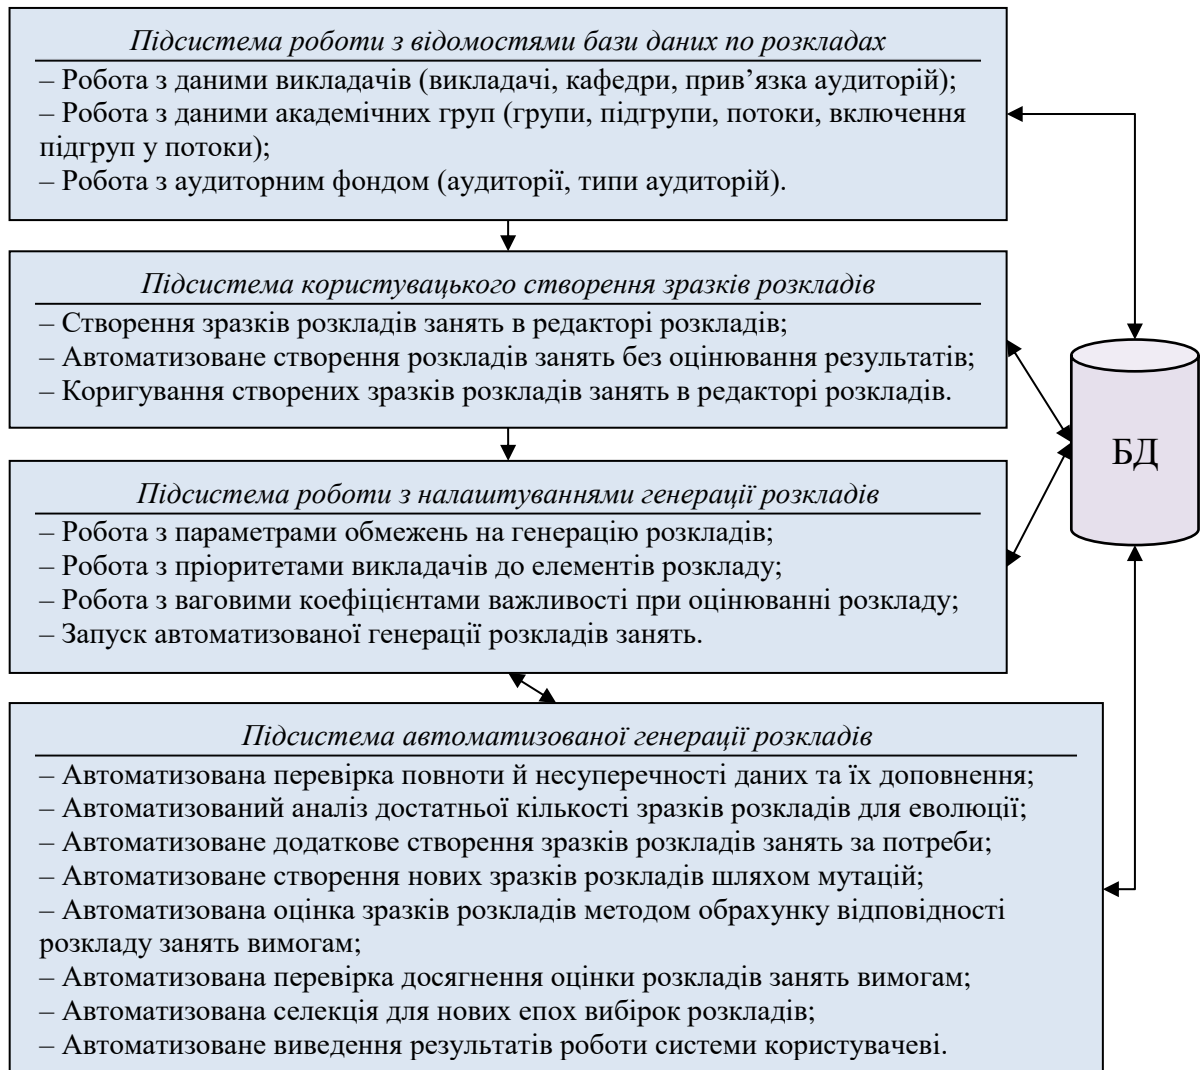 Підсистема роботи з відомостями бази даних по розкладах
– Робота з даними викладачів (викладачі, кафедри, прив’язка аудиторій);
– Робота з даними академічних груп (групи, підгрупи, потоки, включення
підгруп у потоки);
– Робота з аудиторним фондом (аудиторії, типи аудиторій).
Підсистема користувацького створення зразків розкладів
– Створення зразків розкладів занять в редакторі розкладів;
– Автоматизоване створення розкладів занять без оцінювання результатів;
– Коригування створених зразків розкладів занять в редакторі розкладів.
БД
Підсистема роботи з налаштуваннями генерації розкладів
– Робота з параметрами обмежень на генерацію розкладів;
– Робота з пріоритетами викладачів до елементів розкладу;
– Робота з ваговими коефіцієнтами важливості при оцінюванні розкладу;
– Запуск автоматизованої генерації розкладів занять.
Підсистема автоматизованої генерації розкладів
– Автоматизована перевірка повноти й несуперечності даних та їх доповнення;
– Автоматизований аналіз достатньої кількості зразків розкладів для еволюції;
– Автоматизоване додаткове створення зразків розкладів занять за потреби;
– Автоматизоване створення нових зразків розкладів шляхом мутацій;
– Автоматизована оцінка зразків розкладів методом обрахунку відповідності
розкладу занять вимогам;
– Автоматизована перевірка досягнення оцінки розкладів занять вимогам;
– Автоматизована селекція для нових епох вибірок розкладів;
– Автоматизоване виведення результатів роботи системи користувачеві.